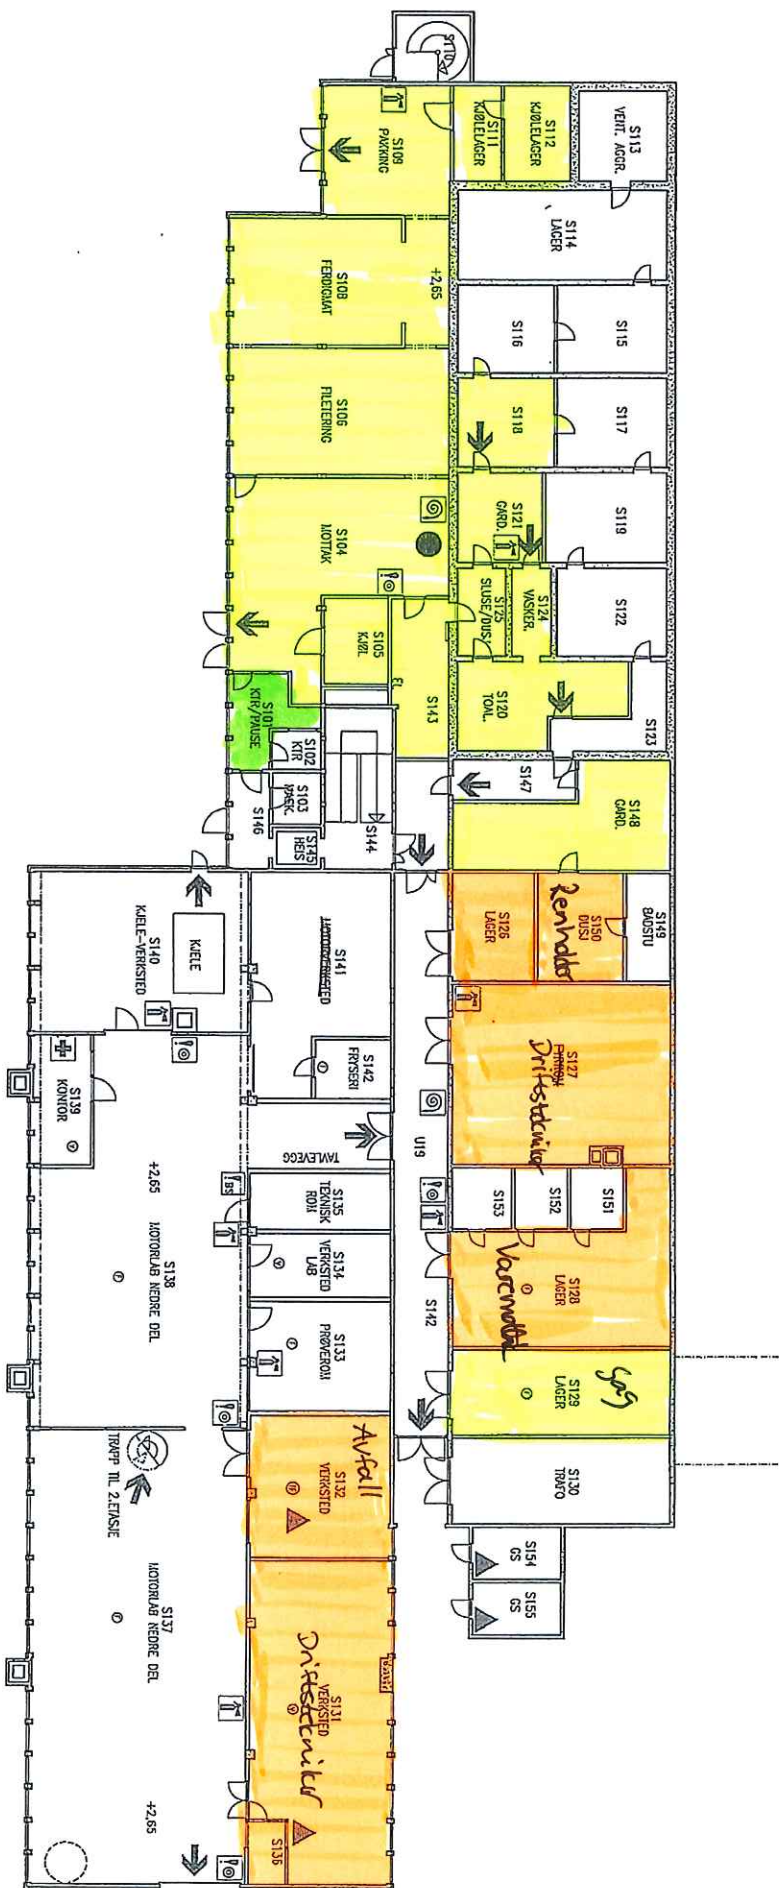 S110
S113
VENT. AGGR.
S112
KJØLELAGER
S111
KJØLELAGER
S109
PAKKING
S114
LAGER
+2,65
S108
FERDIGMAT
S115
S116
S106
FILETERING
S117
S118
S119
S121
GARD.
S104
MOTTAK
S122
S124
VASKER.
S125
SLUSE/DUSJ
S105
KJØL
S123
S120
TOAL.
S143
EL
S101
KTR/PAUSE
S102
KTR
S147
S148
GARD.
S103
VASK.
S144
S146
S145
HEIS
S149
BADSTU
S150
DUSJ
Renholder
S126
LAGER
S141
MOTORVERKSTED
S140
KJELE-VERKSTED
KJELE
S127
Driftstekniker
S142
FRYSERI
S139
KONTOR
U19
TAVLEVEGG
S151
S152
S153
S135
TEKNISK
ROM
S134
VERKSTED
LAB
BS
+2,65
S138
MOTORLAB NEDRE DEL
S128
LAGER
Varemottak
S142
S133
PRØVEROM
S129
LAGER
Sag
S130
TRAFO
Avfall
S132
VERKSTED
TRAPP TIL 2.ETASJE
S154
GS
S155
GS
S131
VERKSTED
Driftstekniker
S137
MOTORLAB NEDRE DEL
S136
+2,65